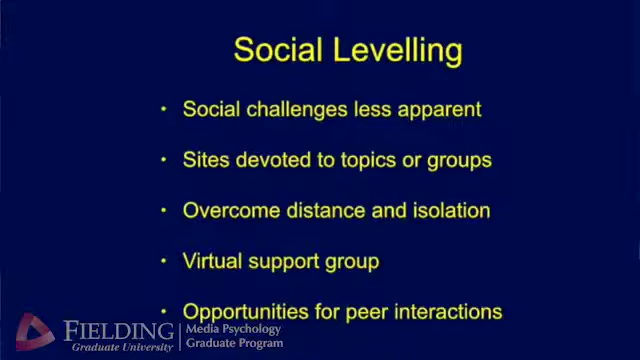 Social Levelling
• Social challenges less apparent
• Sites devoted to topics or groups
• Overcome distance and isolation
• Virtual support group
• Opportunities for peer interactions
FIELDING
Graduate University
Media Psychology
Graduate Program